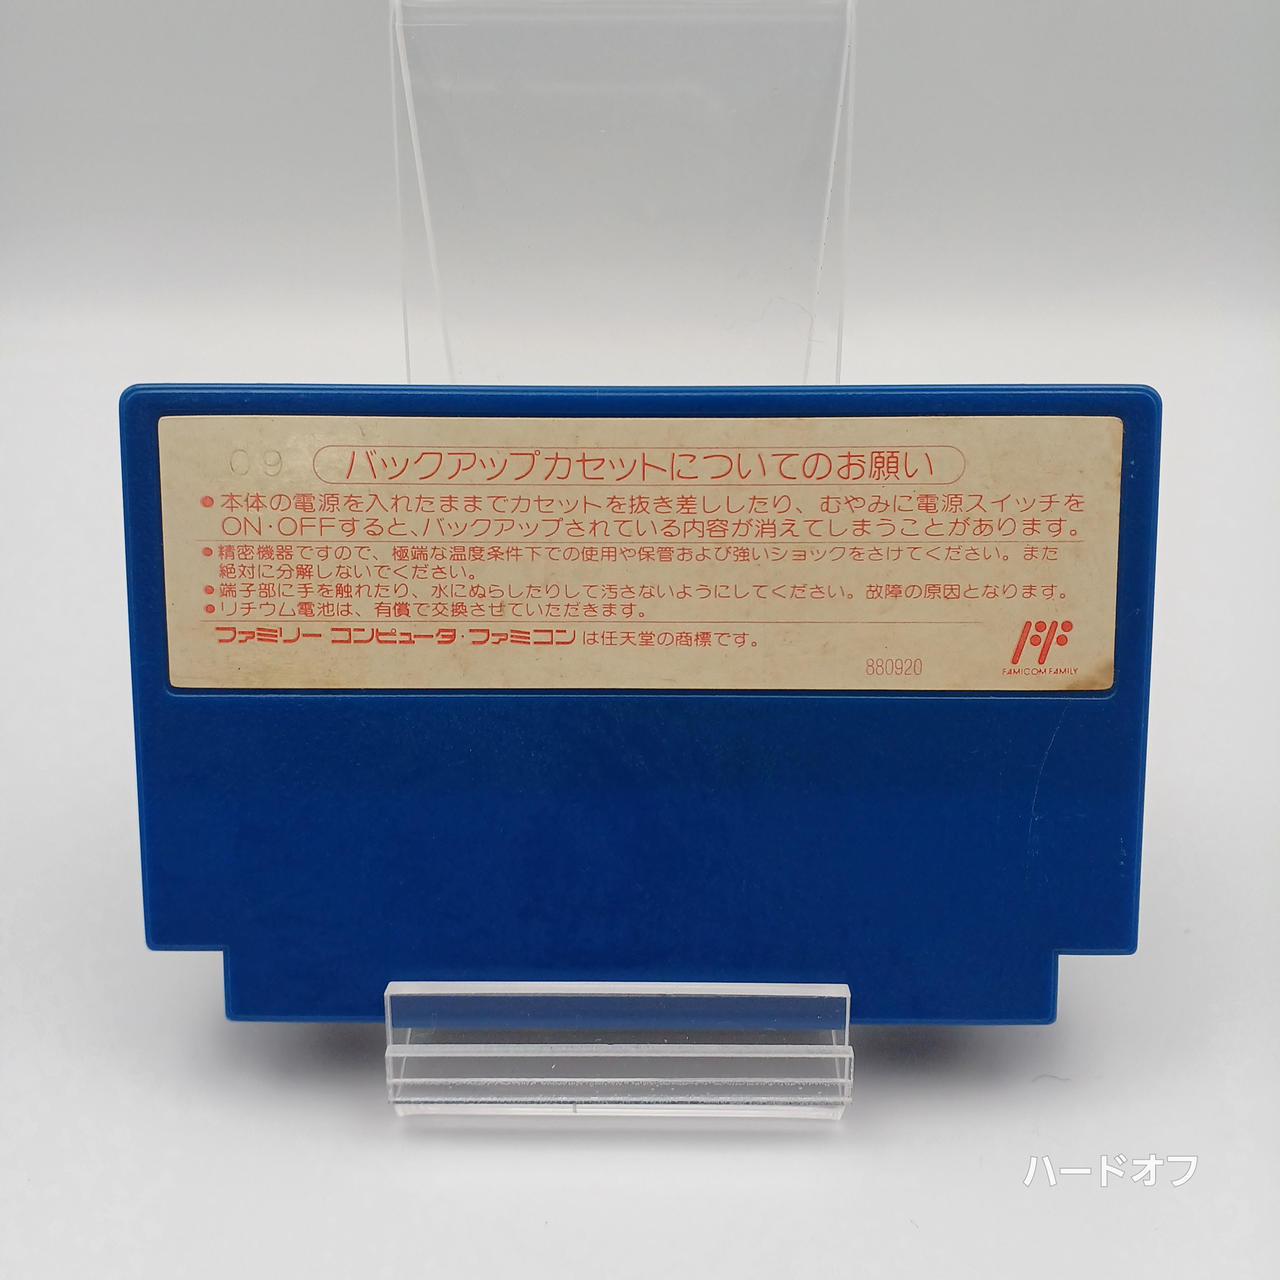 09
バックアップカセットについてのお願い
●本体の電源を入れたままでカセットを抜き差ししたり、むやみに電源スイッチを
ON・OFFすると、バックアップされている内容が消えてしまうことがあります。
●精密機器ですので、極端な温度条件下での使用や保管および強いショックをさけてください。また
絶対に分解しないでください。
●端子部に手を触れたり、水にぬらしたりして汚さないようにしてください。故障の原因となります。
●リチウム電池は、有償で交換させていただきます。
ファミリーコンピュータ・ファミコンは任天堂の商標です。
880920
FAMICOM FAMILY
ハードオフ